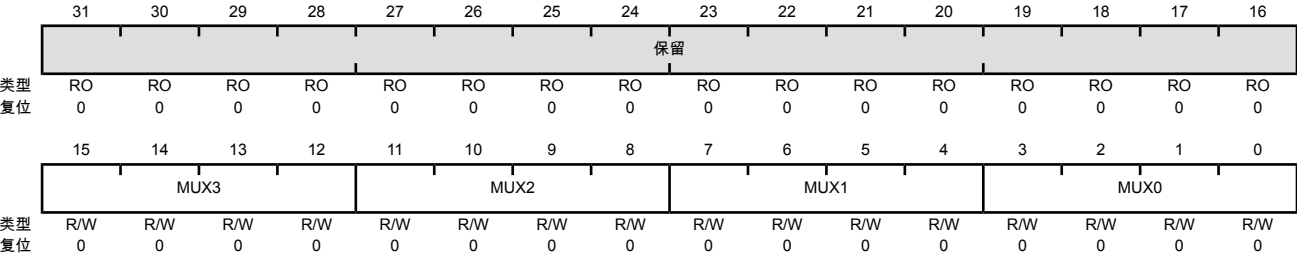 31 30 29 28 27 26 25 24 23 22 21 20 19 18 17 16
保留
类型 RO RO RO RO RO RO RO RO RO RO RO RO RO RO RO RO
复位 0 0 0 0 0 0 0 0 0 0 0 0 0 0 0 0
15 14 13 12 11 10 9 8 7 6 5 4 3 2 1 0
MUX3 MUX2 MUX1 MUX0
类型 R/W R/W R/W R/W R/W R/W R/W R/W R/W R/W R/W R/W R/W R/W R/W R/W
复位 0 0 0 0 0 0 0 0 0 0 0 0 0 0 0 0